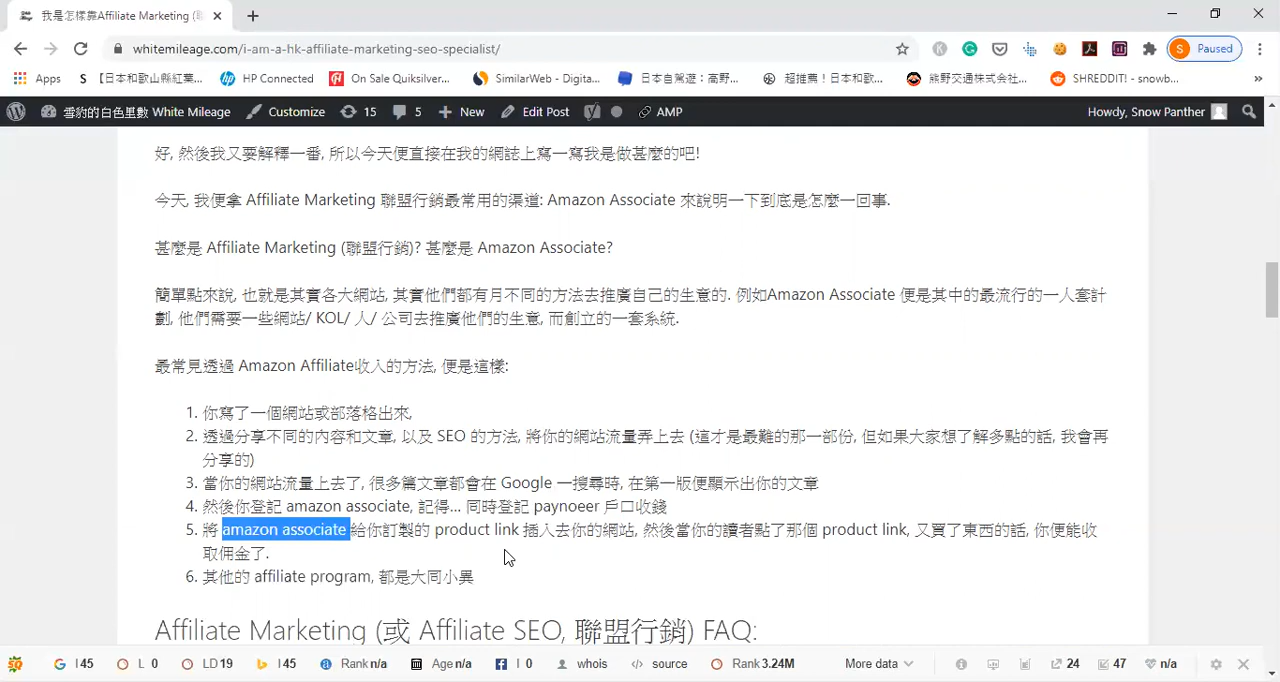 我是怎樣靠Affiliate Marketing (聯
whitemileage.com/i-am-a-hk-affiliate-marketing-seo-specialist/
S Paused
Apps S 【日本和歌山縣紅葉... HP Connected On Sale Quiksilver... SimilarWeb - Digita... 日本自駕遊：高野... 超推票！日本和歌... 熊野交通株式会社... SHREDDIT! - snowb... »
雪豹的白色里數 White Mileage Customize 15 5 New Edit Post AMP Howdy, Snow Panther
好, 然後我又要解釋一番, 所以今天便直接在我的網誌上寫一寫我是做甚麼的吧!
今天, 我便拿 Affiliate Marketing 聯盟行銷最常用的渠道: Amazon Associate 來說明一下到底是怎麼一回事.
甚麼是 Affiliate Marketing (聯盟行銷)? 甚麼是 Amazon Associate?
簡單點來說, 也就是其實各大網站, 其實他們都有月不同的方法去推廣自己的生意的. 例如Amazon Associate 便是其中的最流行的一人套計
劃, 他們需要一些網站/ KOL/ 人/ 公司去推廣他們的生意, 而創立的一套系統.
最常見透過 Amazon Affiliate收入的方法, 便是這樣:
1. 你寫了一個網站或部落格出來,
2. 透過分享不同的內容和文章, 以及 SEO 的方法, 將你的網站流量弄上去 (這才是最難的那一部份, 但如果大家想了解多點的話, 我會再
分享的)
3. 當你的網站流量上去了, 很多篇文章都會在 Google 一搜尋時, 在第一版便顯示出你的文章
4. 然後你登記 amazon associate, 記得... 同時登記 paynoeer 戶口收錢
5. 將 amazon associate 給你訂製的 product link 插入去你的網站, 然後當你的讀者點了那個 product link, 又買了東西的話, 你便能收
取佣金了.
6. 其他的 affiliate program, 都是大同小異
Affiliate Marketing (或 Affiliate SEO, 聯盟行銷) FAQ:
SQ I 45 L 0 LD 19 I 45 Rank n/a Age n/a I 0 whois source Rank 3.24M More data 24 47 n/a